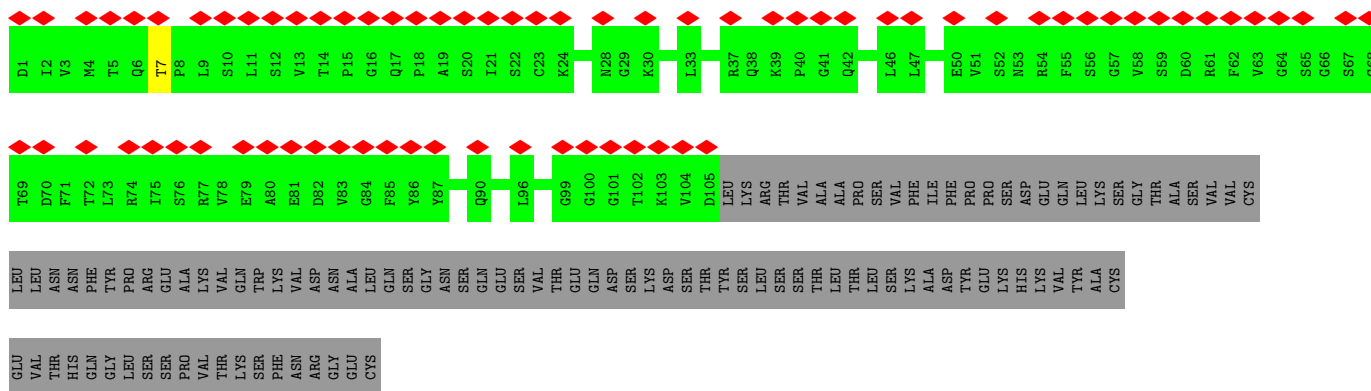 D1 I2 V3 M4 T5 Q6 T7 P8 L9 S10 L11 S12 V13 T14 P15 G16 Q17 P18 A19 S20 I21 S22 C23 K24 N28 G29 K30 L33 R37 Q38 K39 P40 G41 Q42 L46 L47 E50 V51 S52 N53 R54 F55 S56 G57 V58 S59 D60 R61 F62 V63 G64 S65 G66 S67
T69 D70 F71 T72 L73 R74 I75 S76 R77 V78 E79 A80 E81 D82 V83 G84 F85 Y86 Y87 Q90 L96 G99 G100 G101 T102 K103 V104 D105 LEU LYS ARG THR VAL ALA ALA PRO SER VAL PHE ILE PHE PRO PRO SER ASP GLU GLN LEU LYS SER GLY THR ALA SER VAL VAL CYS
LEU LEU ASN ASN PHE TYR PRO ARG GLU ALA LYS VAL GLN TRP LYS VAL ASP ASN ALA LEU GLN SER GLY ASN SER GLN GLU SER VAL THR GLU GLN ASP SER LYS ASP SER THR TYR SER LEU SER SER THR LEU THR LEU SER LYS ALA ASP TYR GLU LYS HIS LYS VAL TYR ALA CYS
GLU VAL THR HIS GLN GLY LEU SER SER PRO VAL THR LYS SER PHE ASN ARG GLY GLU CYS